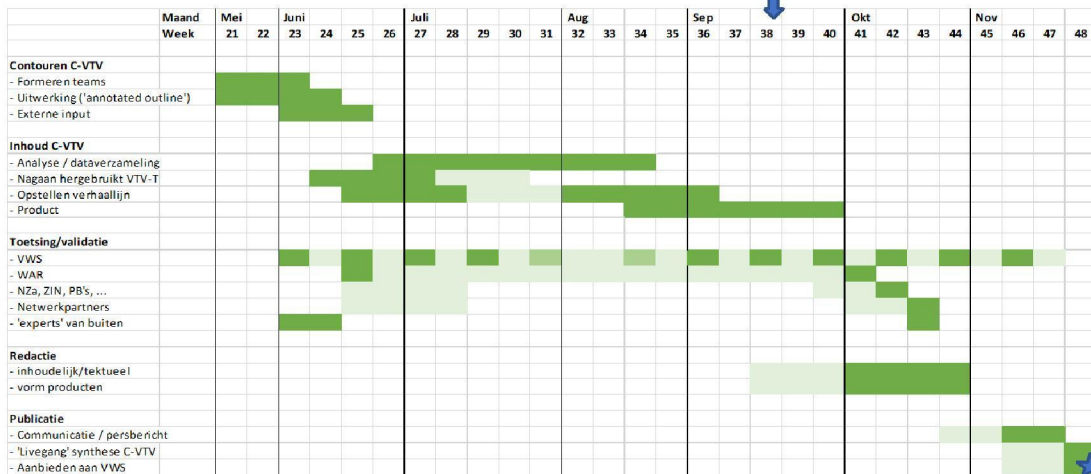 Maand Mei Juni Juli Aug Sep Okt Nov
Week 21 22 23 24 25 26 27 28 29 30 31 32 33 34 35 36 37 38 39 40 41 42 43 44 45 46 47 48
Contouren C-VTV
- Formeren teams
- Uitwerking ('annotated outline')
- Externe input
Inhoud C-VTV
- Analyse / dataverzameling
- Nagaan hergebruikt VTV-T
- Opstellen verhaallijn
- Product
Toetsing/validatie
- VWS
- WAR
- NZa, ZIN, PB's, ...
- Netwerkpartners
- 'experts' van buiten
Redactie
- inhoudelijk/tektueel
- vorm producten
Publicatie
- Communicatie / persbericht
- 'Livegang' synthese C-VTV
- Aanbieden aan VWS